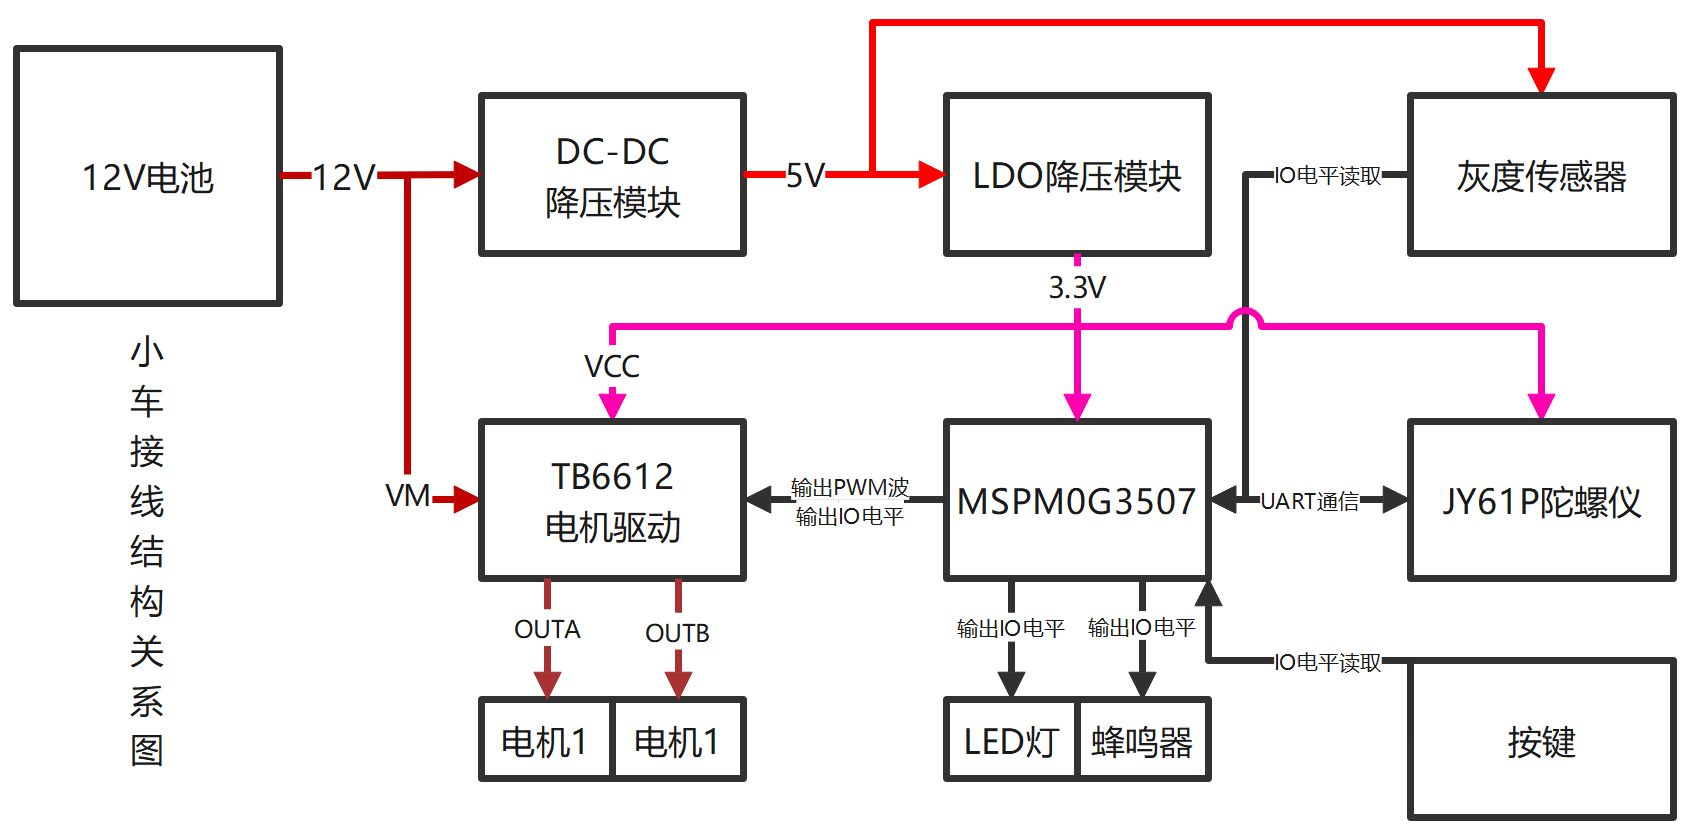 12V电池
12V
DC-DC
降压模块
5V
LDO降压模块
IO电平读取
灰度传感器
3.3V
小车接线结构关系图
VCC
VM
TB6612
电机驱动
输出PWM波
输出IO电平
MSPM0G3507
UART通信
JY61P陀螺仪
OUTA
OUTB
输出IO电平
输出IO电平
IO电平读取
电机1
电机1
LED灯
蜂鸣器
按键